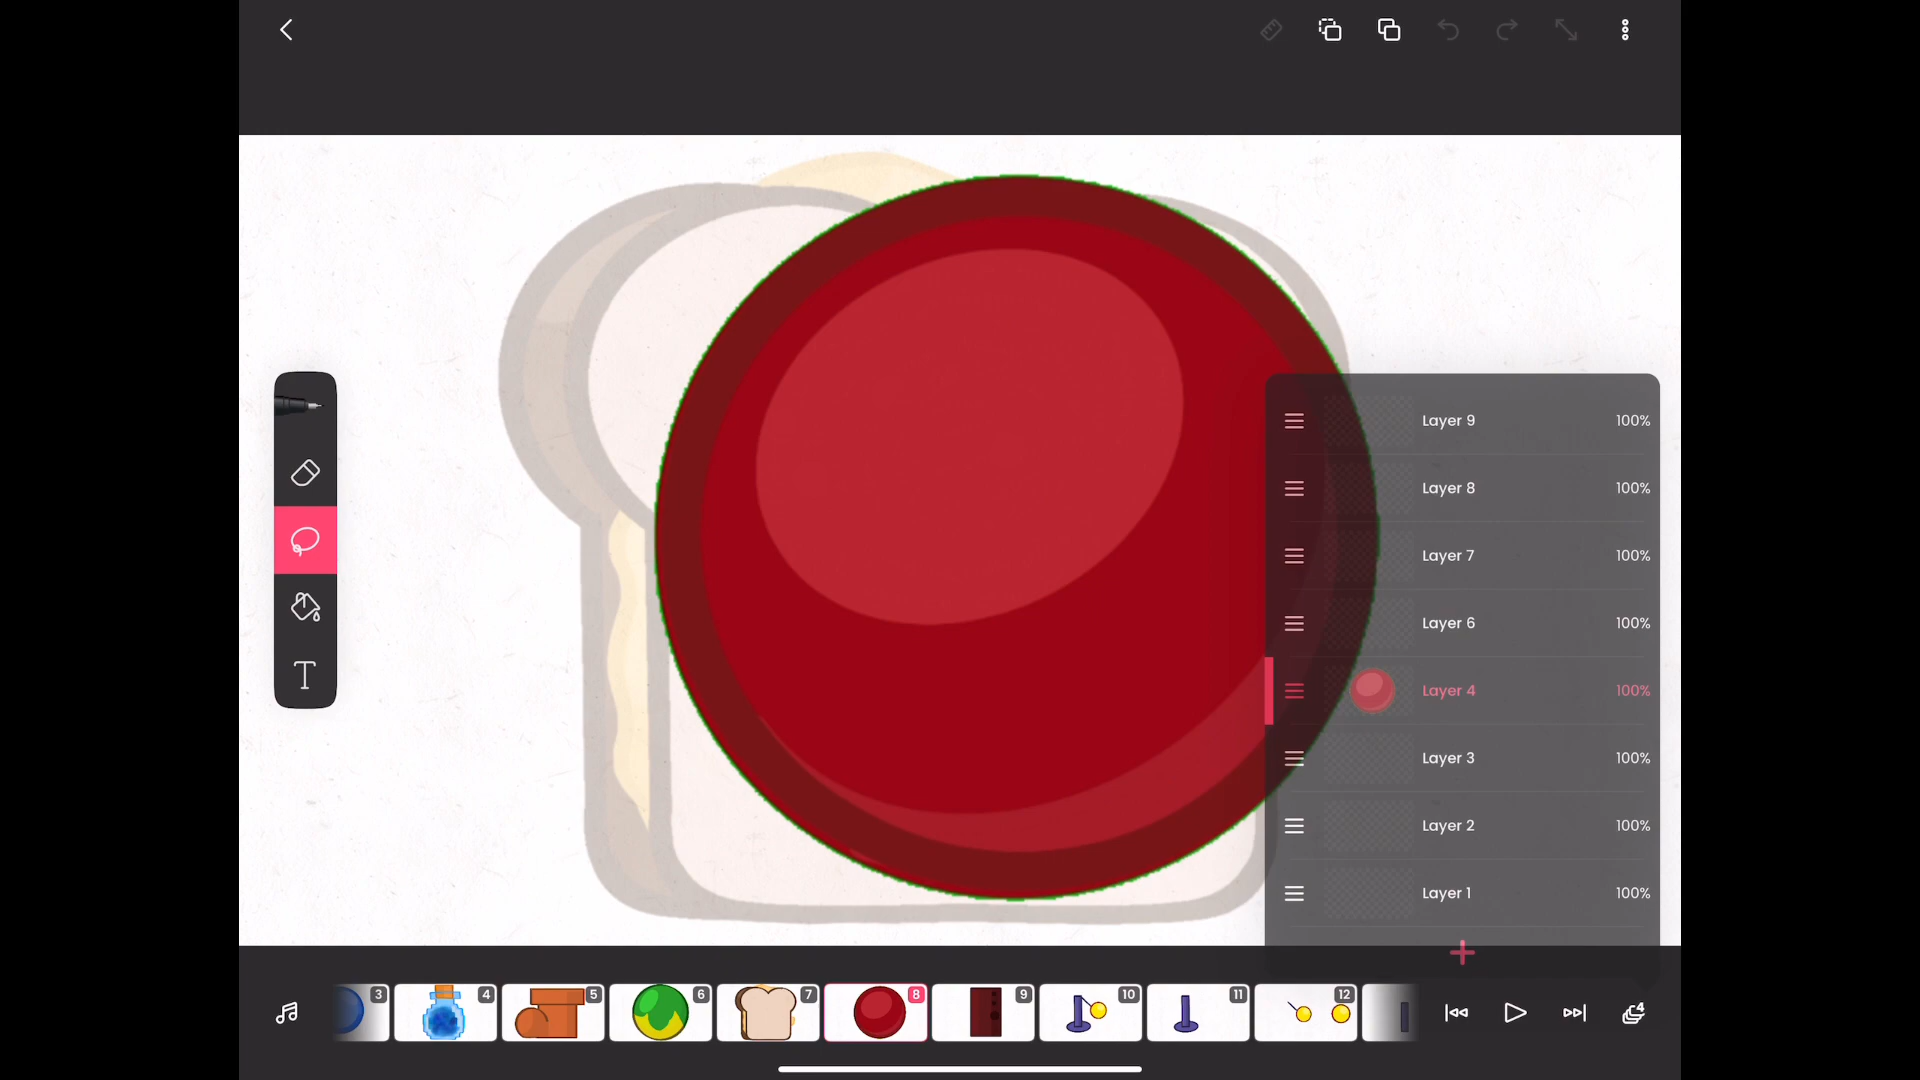 Layer 9 100%
Layer 8 100%
Layer 7 100%
Layer 6 100%
Layer 4 100%
Layer 3 100%
Layer 2 100%
Layer 1 100%
3 4 5 6 7 8 9 10 11 12
4